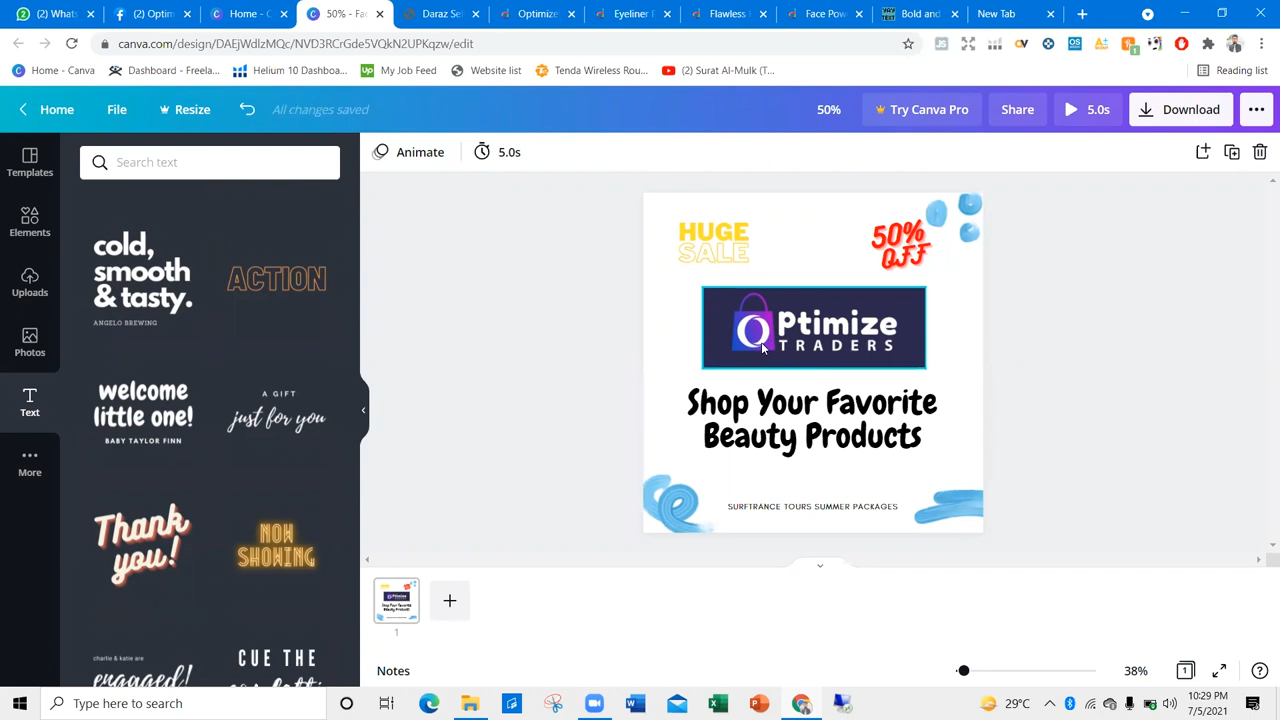 (2) Whats
(2) Optim
Home - C
50% - Fa
Daraz Se
Optimize
Eyeliner F
Flawless F
Face Pow
Bold and
New Tab
canva.com/design/DAEjWdlzMQc/NVD3RCrGde5VQkN2UPKqzw/edit
Home - Canva
Dashboard - Freela...
Helium 10 Dashboa...
My Job Feed
Website list
Tenda Wireless Rou...
(2) Surat Al-Mulk (T...
Reading list
Home
File
Resize
All changes saved
50%
Try Canva Pro
Share
5.0s
Download
Search text
Animate
5.0s
Templates
Elements
Uploads
Photos
Text
More
cold,
smooth
& tasty.
ANGELO BREWING
ACTION
welcome
little one!
BABY TAYLOR FINN
A GIFT
just for you
Thank
you!
NOW
SHOWING
charlie & katie are
engaged!
CUE THE
confetti
HUGE
SALE
50%
OFF
OPtimize
TRADERS
Shop Your Favorite
Beauty Products
SURFTRANCE TOURS SUMMER PACKAGES
1
Notes
38%
1
Type here to search
29°C
10:29 PM
7/5/2021